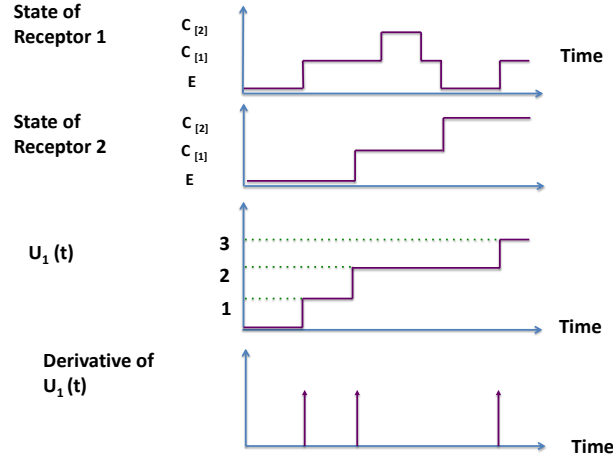 State of
Receptor 1
C [2]
C [1]
E
Time
State of
Receptor 2
C [2]
C [1]
E
U1 (t)
3
2
1
Time
Derivative of
U1 (t)
Time